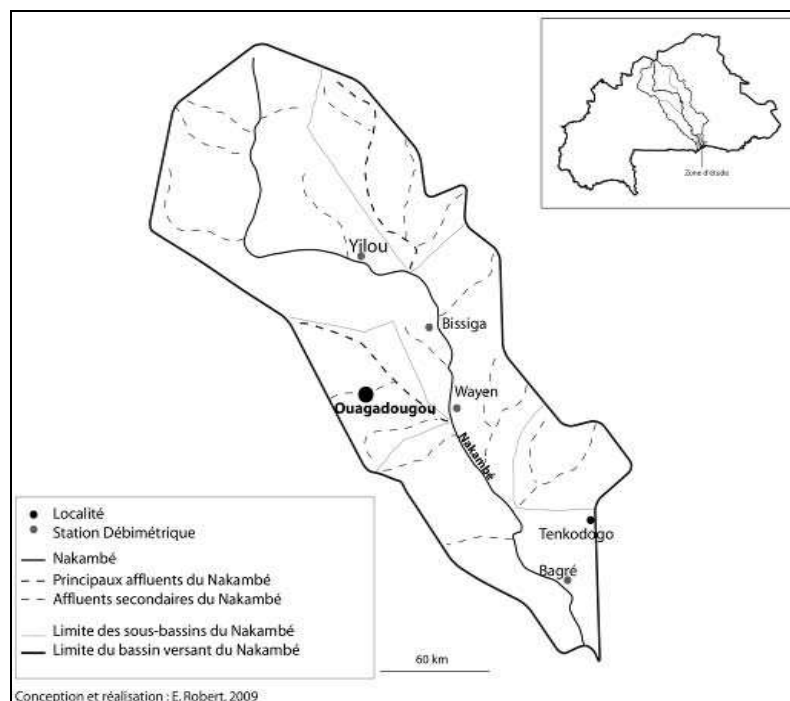 Zone d'étude
Yilou
Bissiga
Wayen
Ouagadougou
Nakambé
Tenkodogo
Bagré
Localité
Station Débimétrique
Nakambé
Principaux affluents du Nakambé
Affluents secondaires du Nakambé
Limite des sous-bassins du Nakambé
Limite du bassin versant du Nakambé
60 km
Conception et réalisation : E. Robert, 2009